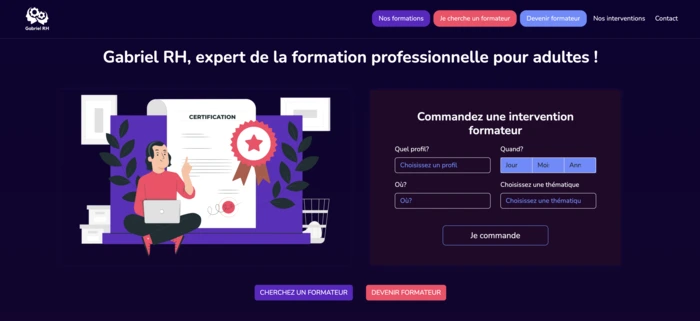 Gabriel RH
Nos formations
Je cherche un formateur
Devenir formateur
Nos interventions
Contact
Gabriel RH, expert de la formation professionnelle pour adultes !
CERTIFICATION
Commandez une intervention
formateur
Quel profil?
Quand?
Choisissez un profil
Jour
Mois
Ann
Où?
Choisissez une thématique
Où?
Choisissez une thématiqu
Je commande
CHERCHEZ UN FORMATEUR
DEVENIR FORMATEUR